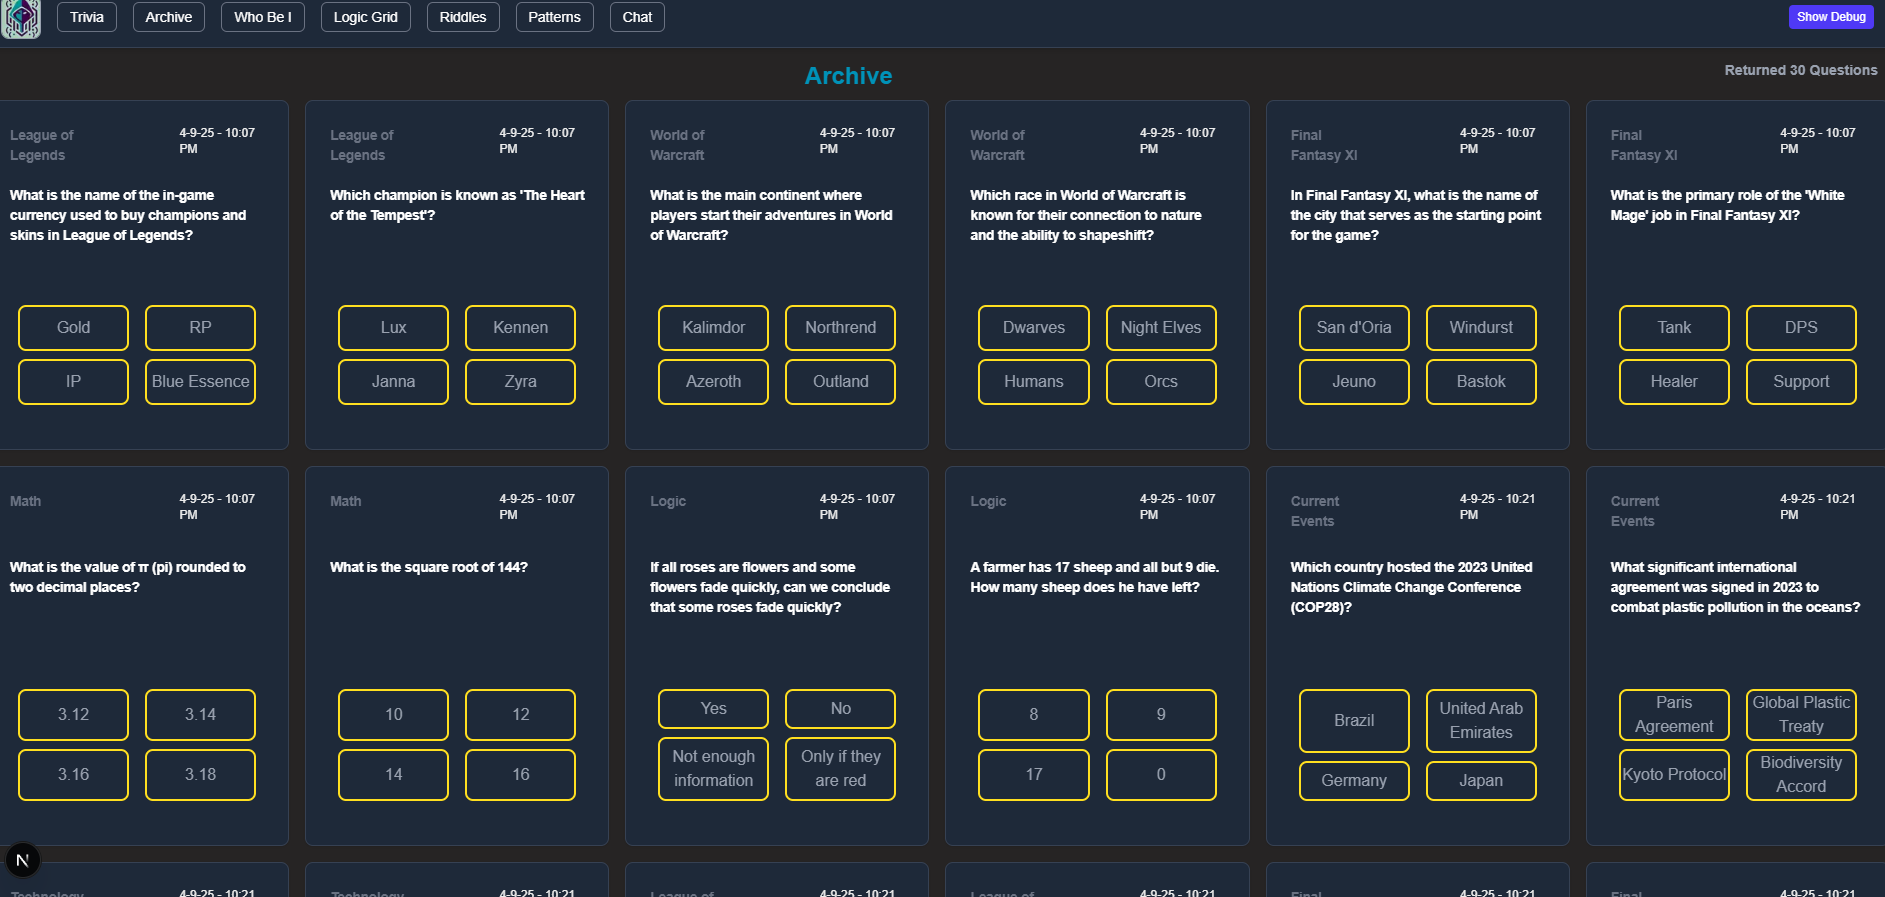 Trivia
Archive
Who Be I
Logic Grid
Riddles
Patterns
Chat
Show Debug
Archive
Returned 30 Questions
League of
Legends
4-9-25 - 10:07
PM
What is the name of the in-game
currency used to buy champions and
skins in League of Legends?
Gold
RP
IP
Blue Essence
League of
Legends
4-9-25 - 10:07
PM
Which champion is known as 'The Heart
of the Tempest'?
Lux
Kennen
Janna
Zyra
World of
Warcraft
4-9-25 - 10:07
PM
What is the main continent where
players start their adventures in World
of Warcraft?
Kalimdor
Northrend
Azeroth
Outland
World of
Warcraft
4-9-25 - 10:07
PM
Which race in World of Warcraft is
known for their connection to nature
and the ability to shapeshift?
Dwarves
Night Elves
Humans
Orcs
Final
Fantasy XI
4-9-25 - 10:07
PM
In Final Fantasy XI, what is the name of
the city that serves as the starting point
for the game?
San d'Oria
Windurst
Jeuno
Bastok
Final
Fantasy XI
4-9-25 - 10:07
PM
What is the primary role of the 'White
Mage' job in Final Fantasy XI?
Tank
DPS
Healer
Support
Math
4-9-25 - 10:07
PM
What is the value of π (pi) rounded to
two decimal places?
3.12
3.14
3.16
3.18
Math
4-9-25 - 10:07
PM
What is the square root of 144?
10
12
14
16
Logic
4-9-25 - 10:07
PM
If all roses are flowers and some
flowers fade quickly, can we conclude
that some roses fade quickly?
Yes
No
Not enough
information
Only if they
are red
Logic
4-9-25 - 10:07
PM
A farmer has 17 sheep and all but 9 die.
How many sheep does he have left?
8
9
17
0
Current
Events
4-9-25 - 10:21
PM
Which country hosted the 2023 United
Nations Climate Change Conference
(COP28)?
Brazil
United Arab
Emirates
Germany
Japan
Current
Events
4-9-25 - 10:21
PM
What significant international
agreement was signed in 2023 to
combat plastic pollution in the oceans?
Paris
Agreement
Global Plastic
Treaty
Kyoto Protocol
Biodiversity
Accord
N
Technology
4-9-25 - 10:21
Technology
4-9-25 - 10:21
League of
4-9-25 - 10:21
League of
4-9-25 - 10:21
Final
4-9-25 - 10:21
Final
4-9-25 - 10:21